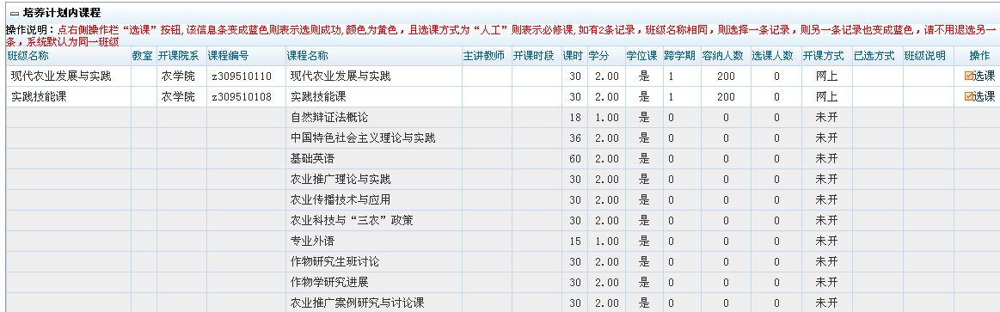 培养计划内课程
操作说明：点右侧操作栏“选课”按钮,该信息条变成蓝色则表示选则成功,颜色为黄色，且选课方式为“人工”则表示必修课,如有2条记录，班级名称相同，则选择一条记录，则另一条记录也变成蓝色，请不用退选另一
条，系统默认为同一班级
班级名称 教室 开课院系 课程编号 课程名称 主讲教师 开课时段 课时 学分 学位课 跨学期 容纳人数 选课人数 开课方式 已选方式 班级说明 操作
现代农业发展与实践 农学院 z309510110 现代农业发展与实践 30 2.00 是 1 200 0 网上 选课
实践技能课 农学院 z309510108 实践技能课 30 2.00 是 1 200 0 网上 选课
自然辩证法概论 18 1.00 是 0 0 0 未开
中国特色社会主义理论与实践 36 2.00 是 0 0 0 未开
基础英语 60 2.00 是 0 0 0 未开
农业推广理论与实践 30 2.00 是 0 0 0 未开
农业传播技术与应用 30 2.00 是 0 0 0 未开
农业科技与“三农”政策 30 2.00 是 0 0 0 未开
专业外语 15 1.00 是 0 0 0 未开
作物研究生班讨论 30 2.00 是 0 0 0 未开
作物学研究进展 30 2.00 是 0 0 0 未开
农业推广案例研究与讨论课 30 2.00 是 0 0 0 未开